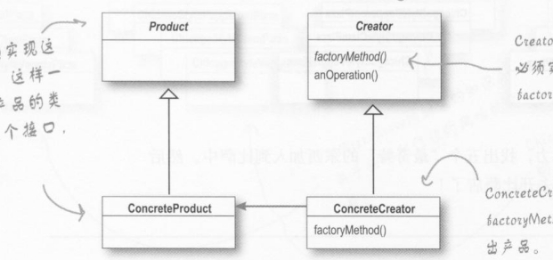 Product
Creator
实现这
这样一
产品的类
个接口.
factoryMethod()
anOperation()
Creato
必须实
factor
ConcreteProduct
ConcreteCreator
factoryMethod()
ConcreteCr
factoryMet
出产品。